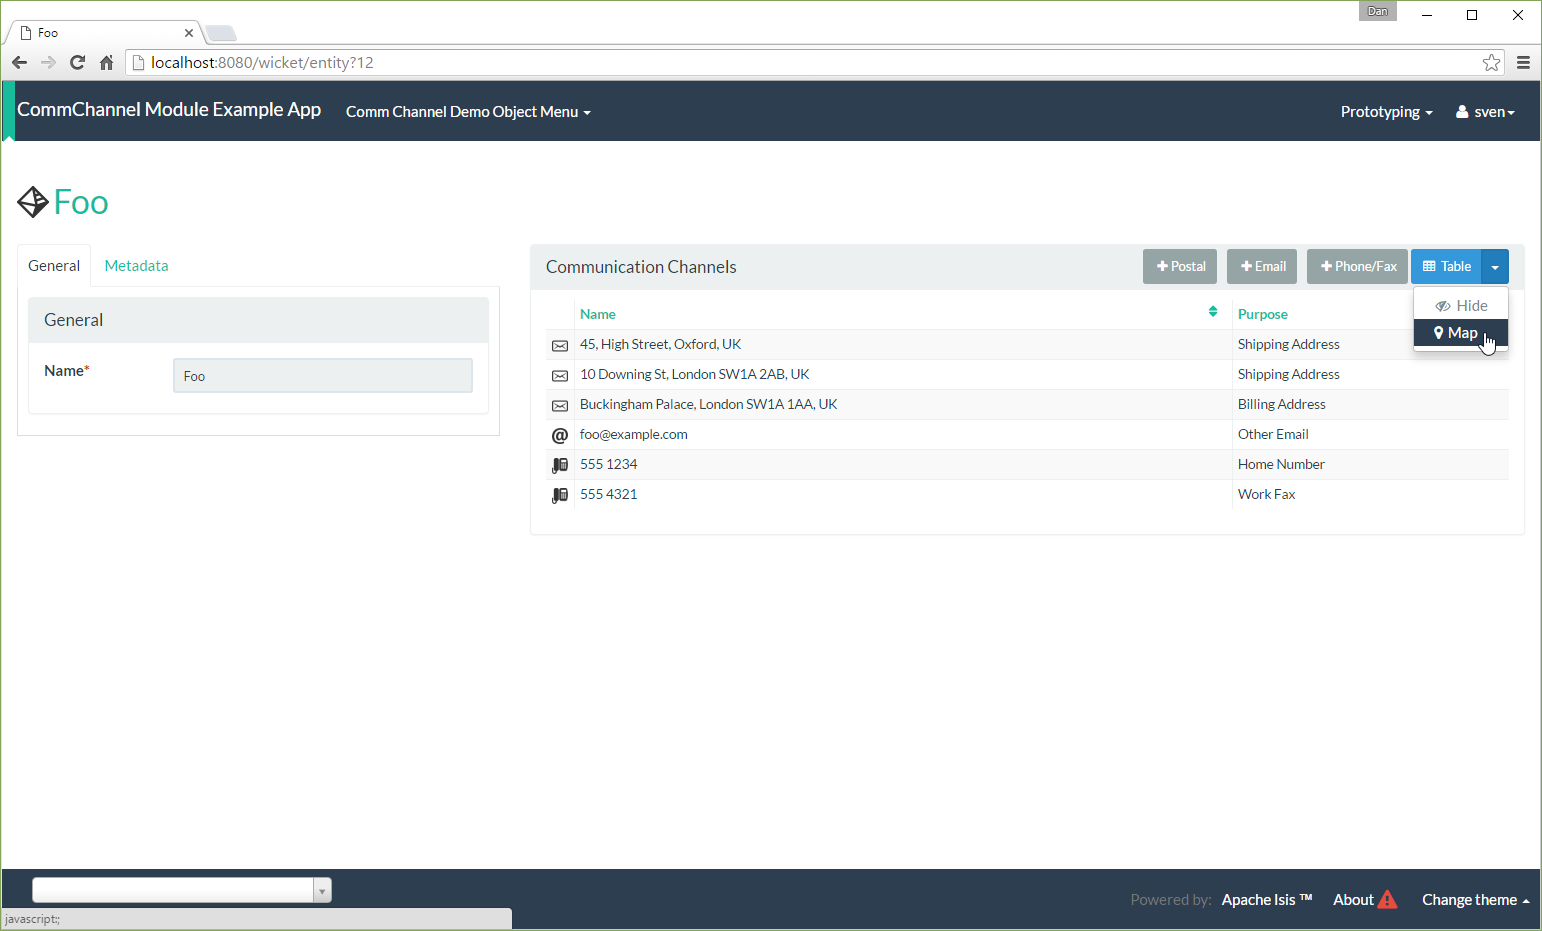 Dan
Foo
localhost:8080/wicket/entity?12
CommChannel Module Example App Comm Channel Demo Object Menu Prototyping sven
Foo
General Metadata
General
Name* Foo
Communication Channels Postal Email Phone/Fax Table
Hide
Map
Name Purpose
45, High Street, Oxford, UK Shipping Address
10 Downing St, London SW1A 2AB, UK Shipping Address
Buckingham Palace, London SW1A 1AA, UK Billing Address
foo@example.com Other Email
555 1234 Home Number
555 4321 Work Fax
Powered by: Apache Isis ™ About Change theme
javascript:;